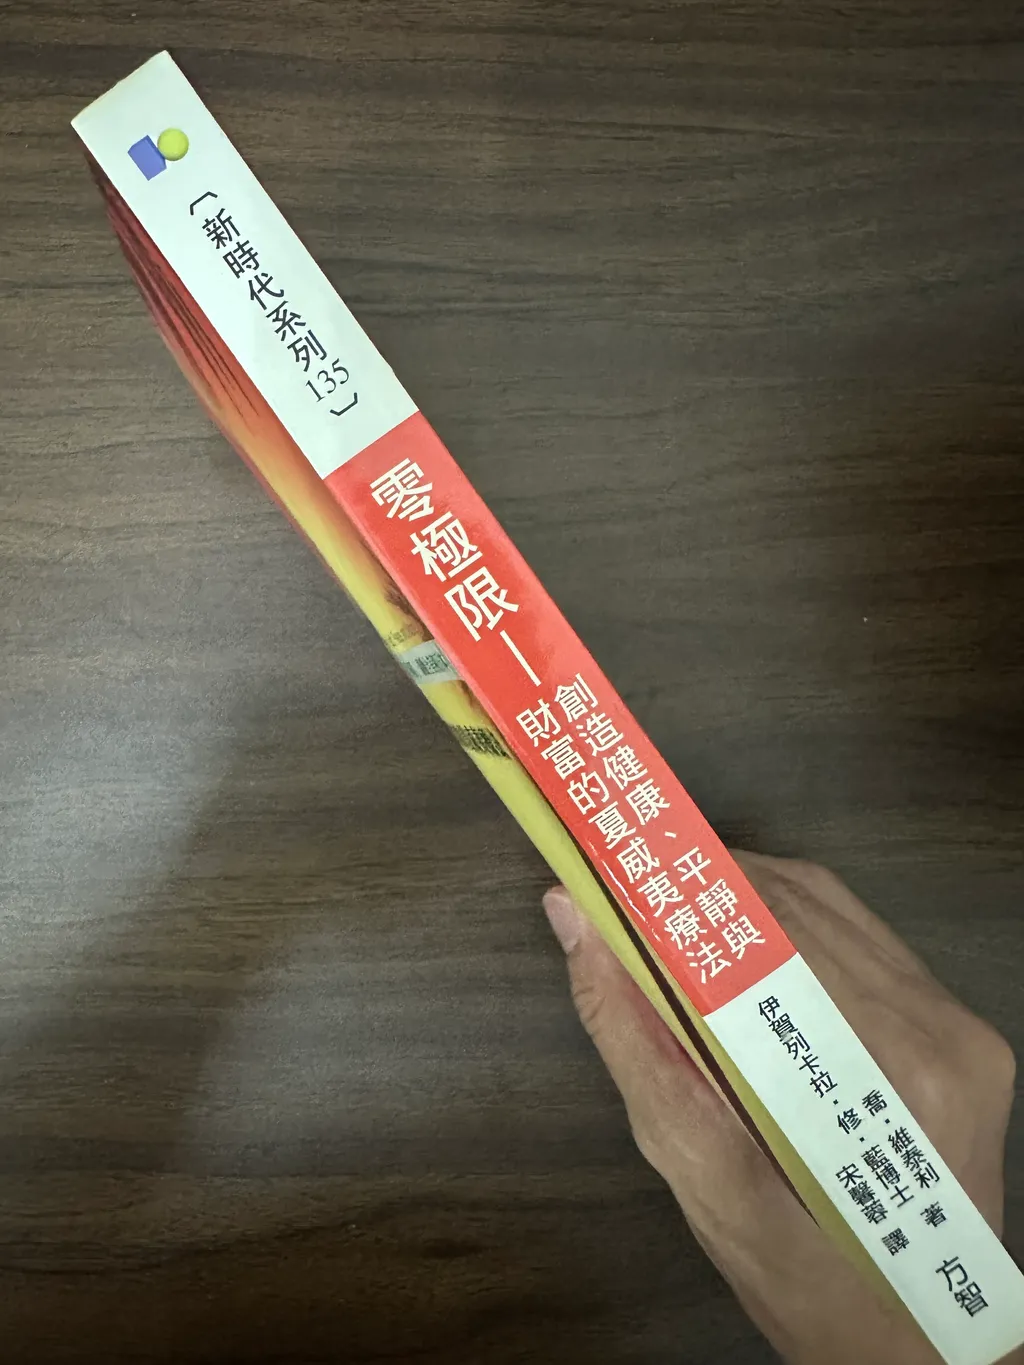 〔新時代系列135〕
零極限—
創造健康、平靜與
財富的夏威夷療法
喬・維泰利
伊賀列卡拉・修・藍博士
著
宋馨蓉 譯
方智